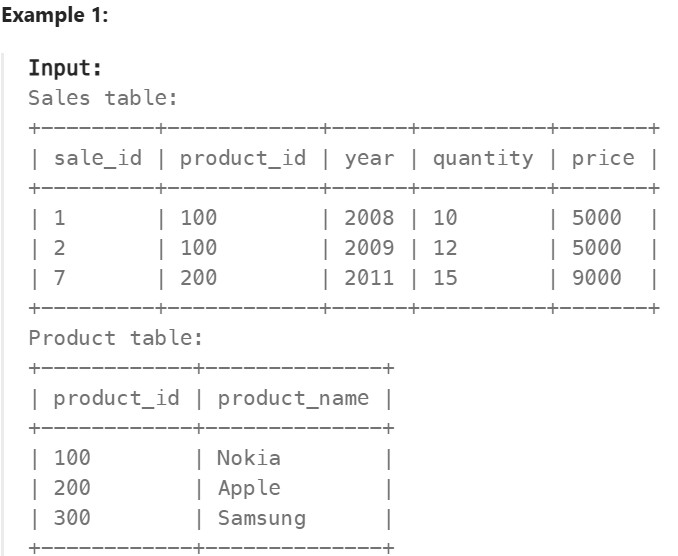 Example 1:
Input:
Sales table:
+---------+------------+------+----------+-------+
| sale_id | product_id | year | quantity | price |
+---------+------------+------+----------+-------+
| 1       | 100        | 2008 | 10       | 5000  |
| 2       | 100        | 2009 | 12       | 5000  |
| 7       | 200        | 2011 | 15       | 9000  |
+---------+------------+------+----------+-------+
Product table:
+------------+--------------+
| product_id | product_name |
+------------+--------------+
| 100        | Nokia        |
| 200        | Apple        |
| 300        | Samsung      |
+------------+--------------+